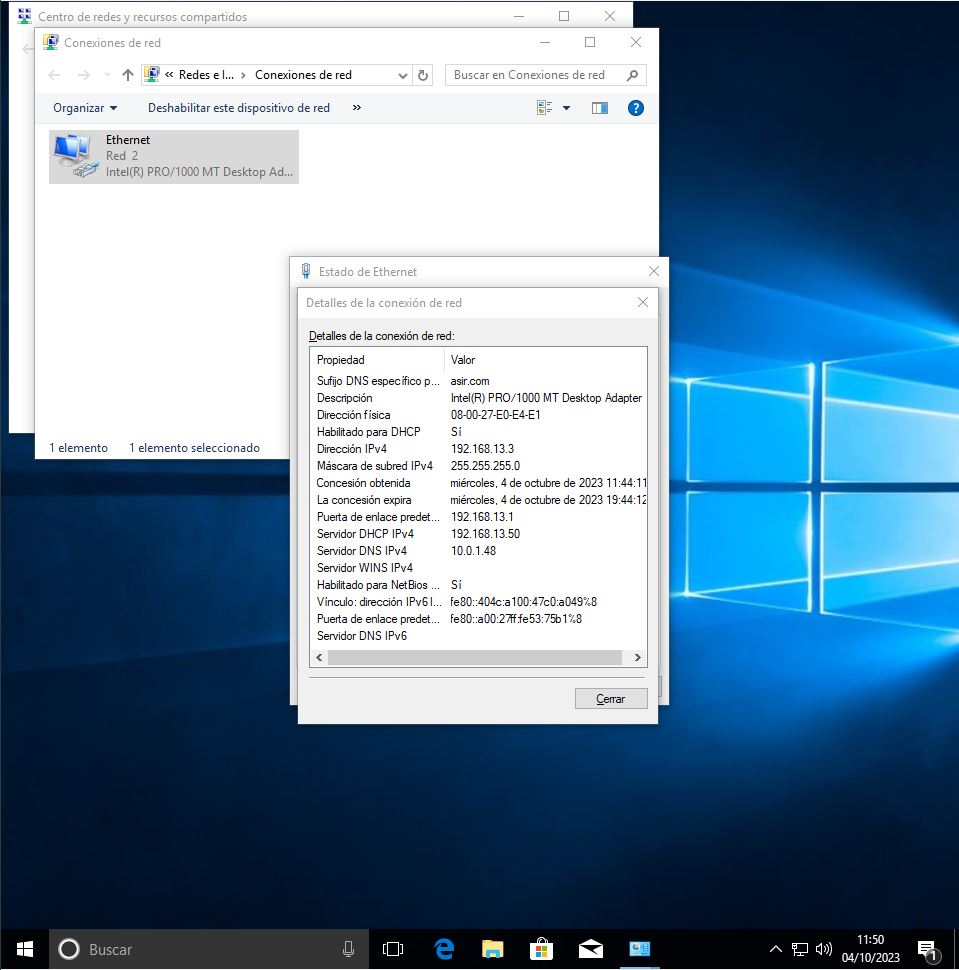 Centro de redes y recursos compartidos
Conexiones de red
« Redes e I... > Conexiones de red
Buscar en Conexiones de red
Organizar
Deshabilitar este dispositivo de red
»
Ethernet
Red 2
Intel(R) PRO/1000 MT Desktop Ad...
Estado de Ethernet
Detalles de la conexión de red
Detalles de la conexión de red:
Propiedad Valor
Sufijo DNS específico p... asir.com
Descripción Intel(R) PRO/1000 MT Desktop Adapter
Dirección física 08-00-27-E0-E4-E1
Habilitado para DHCP Sí
Dirección IPv4 192.168.13.3
Máscara de subred IPv4 255.255.255.0
Concesión obtenida miércoles, 4 de octubre de 2023 11:44:11
La concesión expira miércoles, 4 de octubre de 2023 19:44:12
Puerta de enlace predet... 192.168.13.1
Servidor DHCP IPv4 192.168.13.50
Servidor DNS IPv4 10.0.1.48
Servidor WINS IPv4
Habilitado para NetBios ... Sí
Vínculo: dirección IPv6 l... fe80::404c:a100:47c0:a049%8
Puerta de enlace predet... fe80::a00:27ff:fe53:75b1%8
Servidor DNS IPv6
Cerrar
1 elemento
1 elemento seleccionado
Buscar
11:50
04/10/2023
1